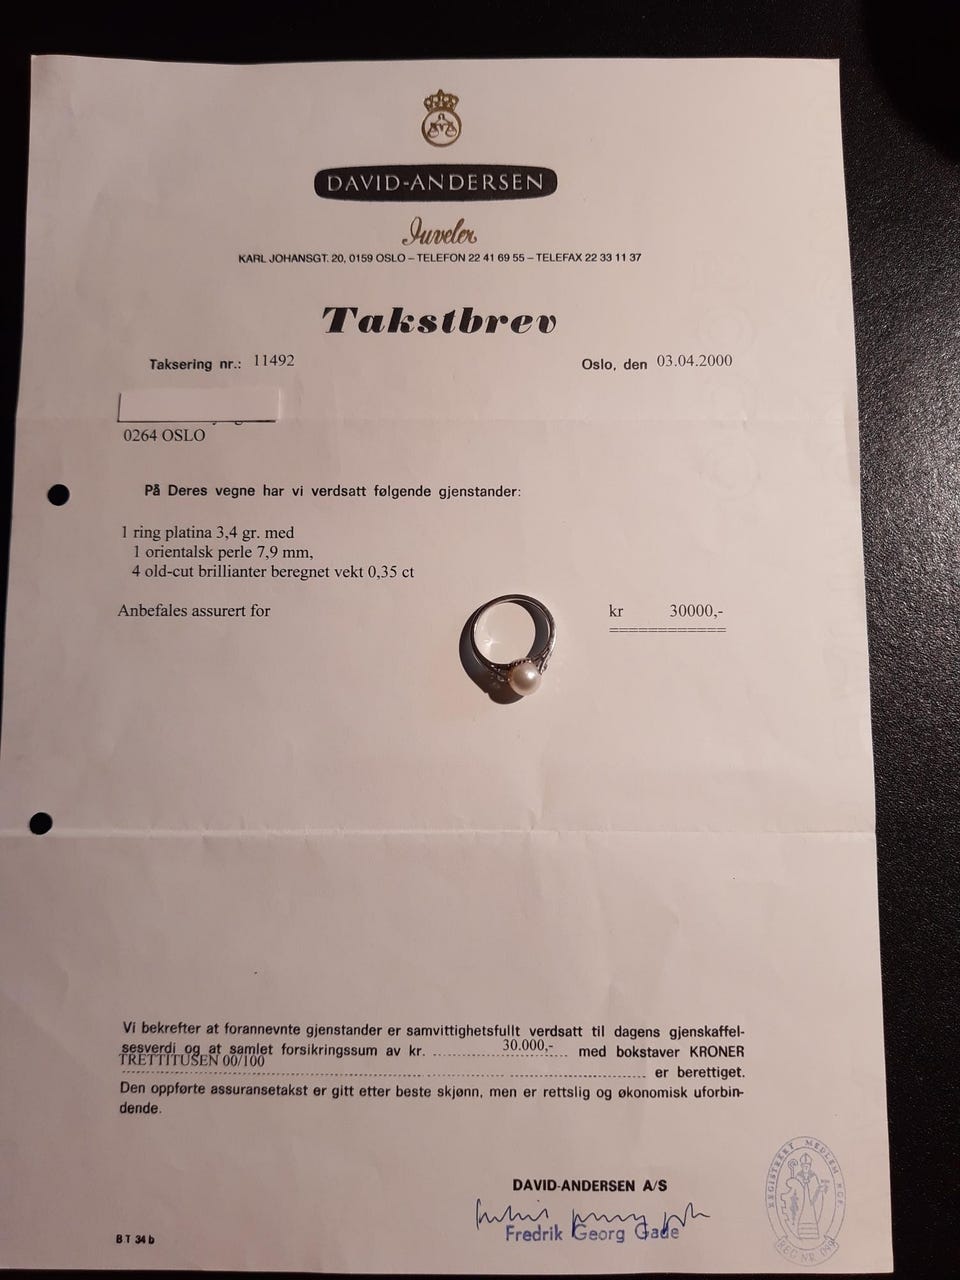 DAVID-ANDERSEN
Juveler
KARL JOHANSGT. 20, 0159 OSLO – TELEFON 22 41 69 55 – TELEFAX 22 33 11 37
Takstbrev
Taksering nr.: 11492 Oslo, den 03.04.2000
0264 OSLO
På Deres vegne har vi verdsatt følgende gjenstander:
1 ring platina 3,4 gr. med
1 orientalsk perle 7,9 mm,
4 old-cut brillianter beregnet vekt 0,35 ct
Anbefales assurert for kr 30000,-
============
Vi bekrefter at forannevnte gjenstander er samvittighetsfullt verdsatt til dagens gjenskaffel-
sesverdi og at samlet forsikringssum av kr. 30.000,- med bokstaver KRONER
TRETTITUSEN 00/100 er berettiget.
Den oppførte assuransetakst er gitt etter beste skjønn, men er rettslig og økonomisk uforbin-
dende.
DAVID-ANDERSEN A/S
Fredrik Georg Gade
BT 34 b
REGISTRERT MEDLEM
REG NR